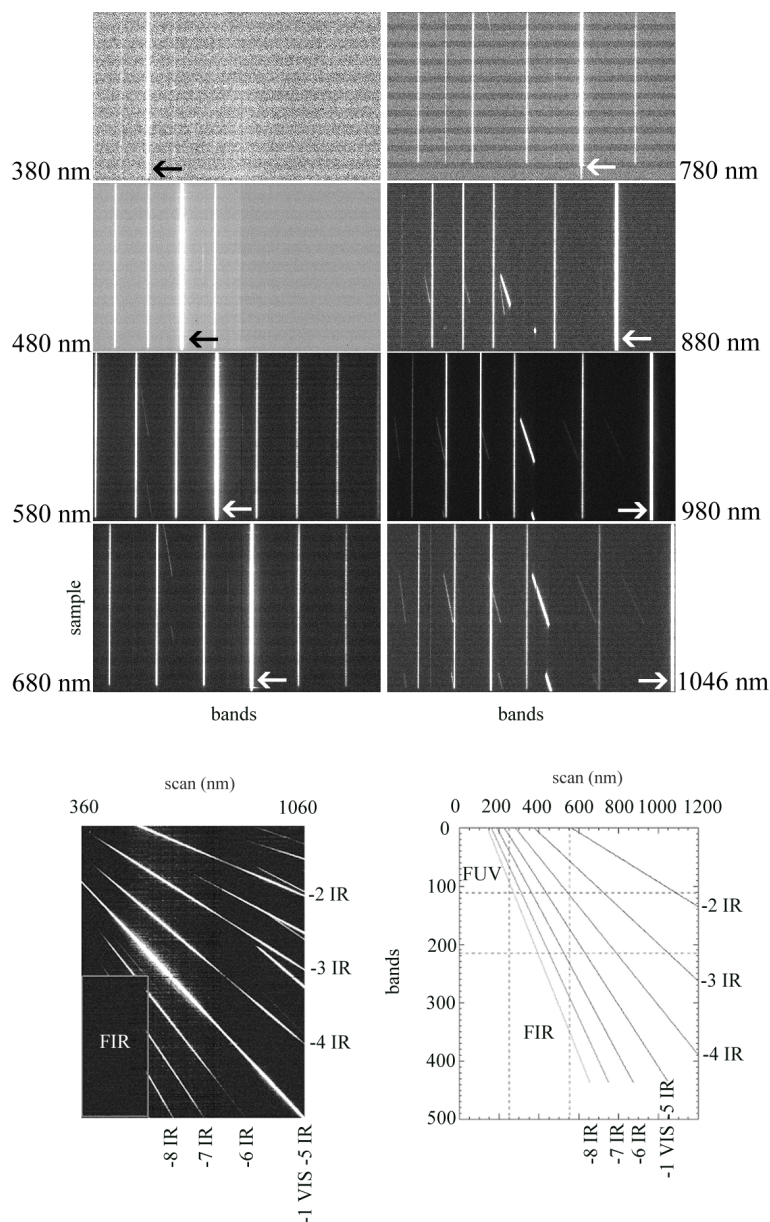 380 nm
780 nm
480 nm
880 nm
580 nm
980 nm
sample
680 nm
1046 nm
bands
bands
scan (nm)
360
1060
-2 IR
-3 IR
-4 IR
FIR
-8 IR
-7 IR
-6 IR
-1 VIS -5 IR
scan (nm)
0
200
400
600
800
1000
1200
0
100
200
300
400
500
bands
FUV
FIR
-2 IR
-3 IR
-4 IR
-8 IR
-7 IR
-6 IR
-1 VIS -5 IR